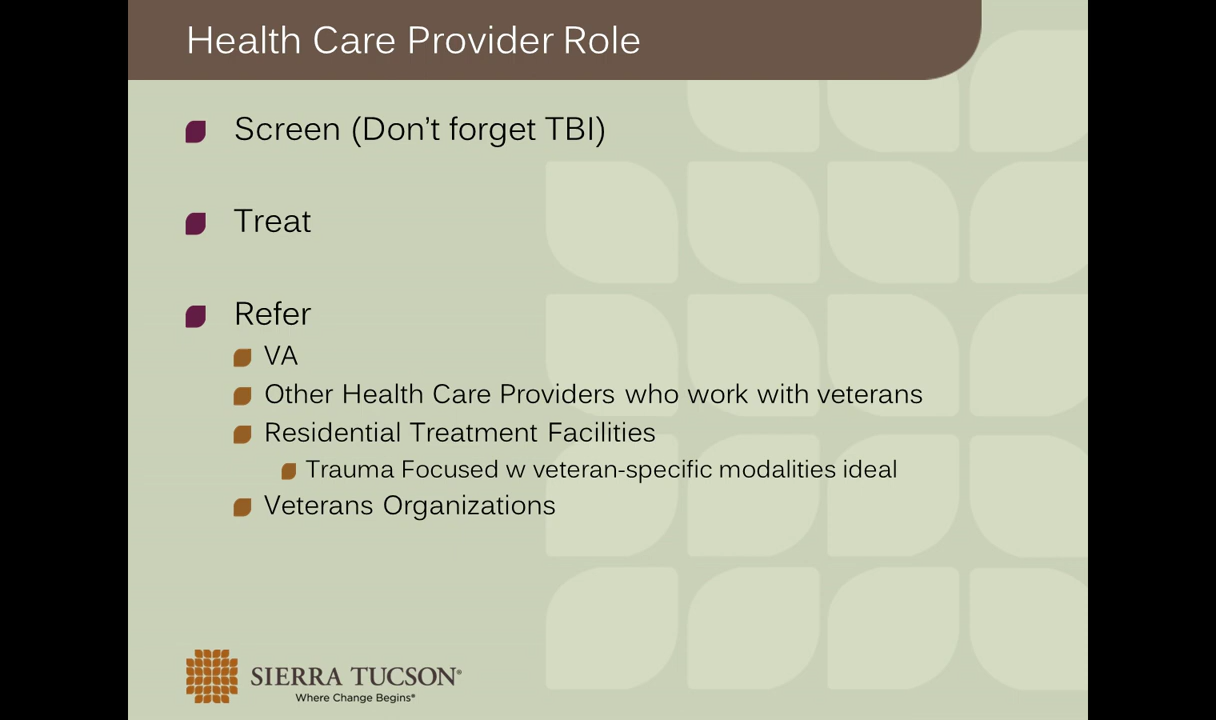 Health Care Provider Role
Screen (Don’t forget TBI)
Treat
Refer
VA
Other Health Care Providers who work with veterans
Residential Treatment Facilities
Trauma Focused w veteran-specific modalities ideal
Veterans Organizations
SIERRA TUCSON®
Where Change Begins®